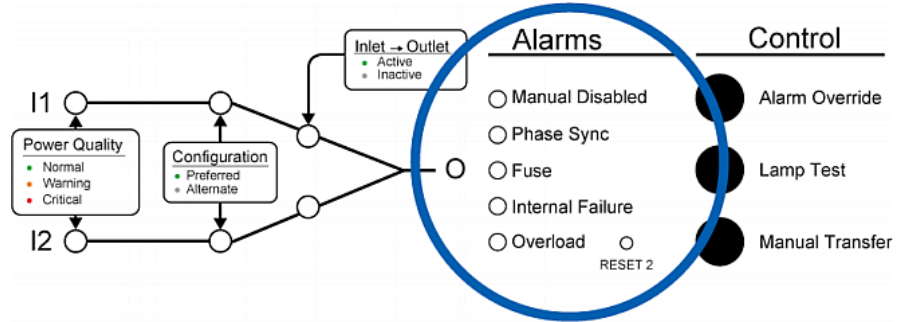 Inlet → Outlet
Active
Inactive
Alarms
Control
I1
Manual Disabled
Alarm Override
Power Quality
Normal
Warning
Critical
Configuration
Preferred
Alternate
Phase Sync
O
Fuse
Lamp Test
Internal Failure
I2
Overload
RESET 2
Manual Transfer